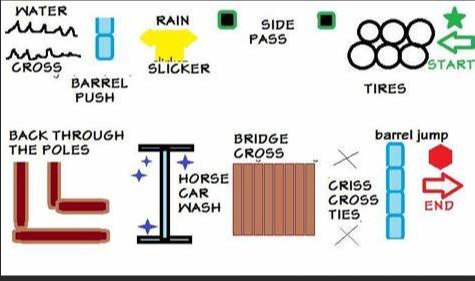 WATER
CROSS
BARREL
PUSH
RAIN
SLICKER
SIDE
PASS
TIRES
START
BACK THROUGH
THE POLES
HORSE
CAR
WASH
BRIDGE
CROSS
CRISS
CROSS
TIES
barrel jump
END